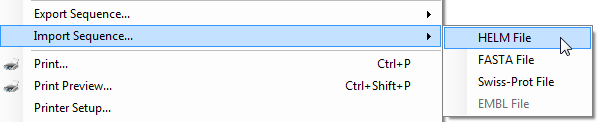 Export Sequence...
Import Sequence...
HELM File
Print... Ctrl+P
FASTA File
Print Preview... Ctrl+Shift+P
Swiss-Prot File
Printer Setup...
EMBL File